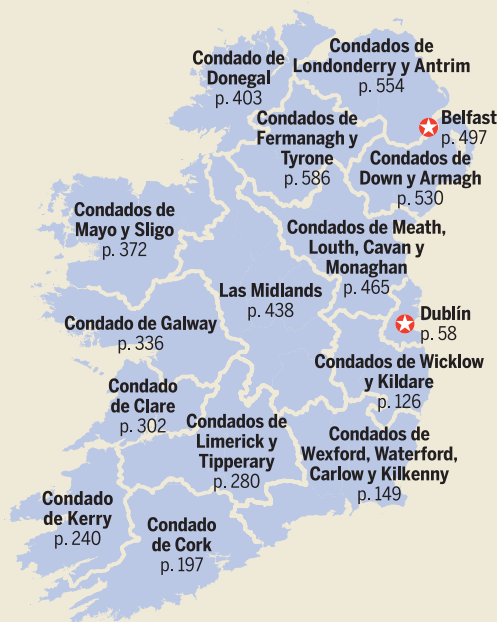 Condado de
Donegal
p. 403
Condados de
Londonderry y Antrim
p. 554
Belfast
p. 497
Condados de
Fermanagh y
Tyrone
p. 586
Condados de
Down y Armagh
p. 530
Condados de
Mayo y Sligo
p. 372
Condados de Meath,
Louth, Cavan y
Monaghan
p. 465
Las Midlands
p. 438
Dublín
p. 58
Condado de Galway
p. 336
Condados de Wicklow
y Kildare
p. 126
Condado
de Clare
p. 302
Condados de
Limerick y
Tipperary
p. 280
Condados de
Wexford, Waterford,
Carlow y Kilkenny
p. 149
Condado
de Kerry
p. 240
Condado
de Cork
p. 197